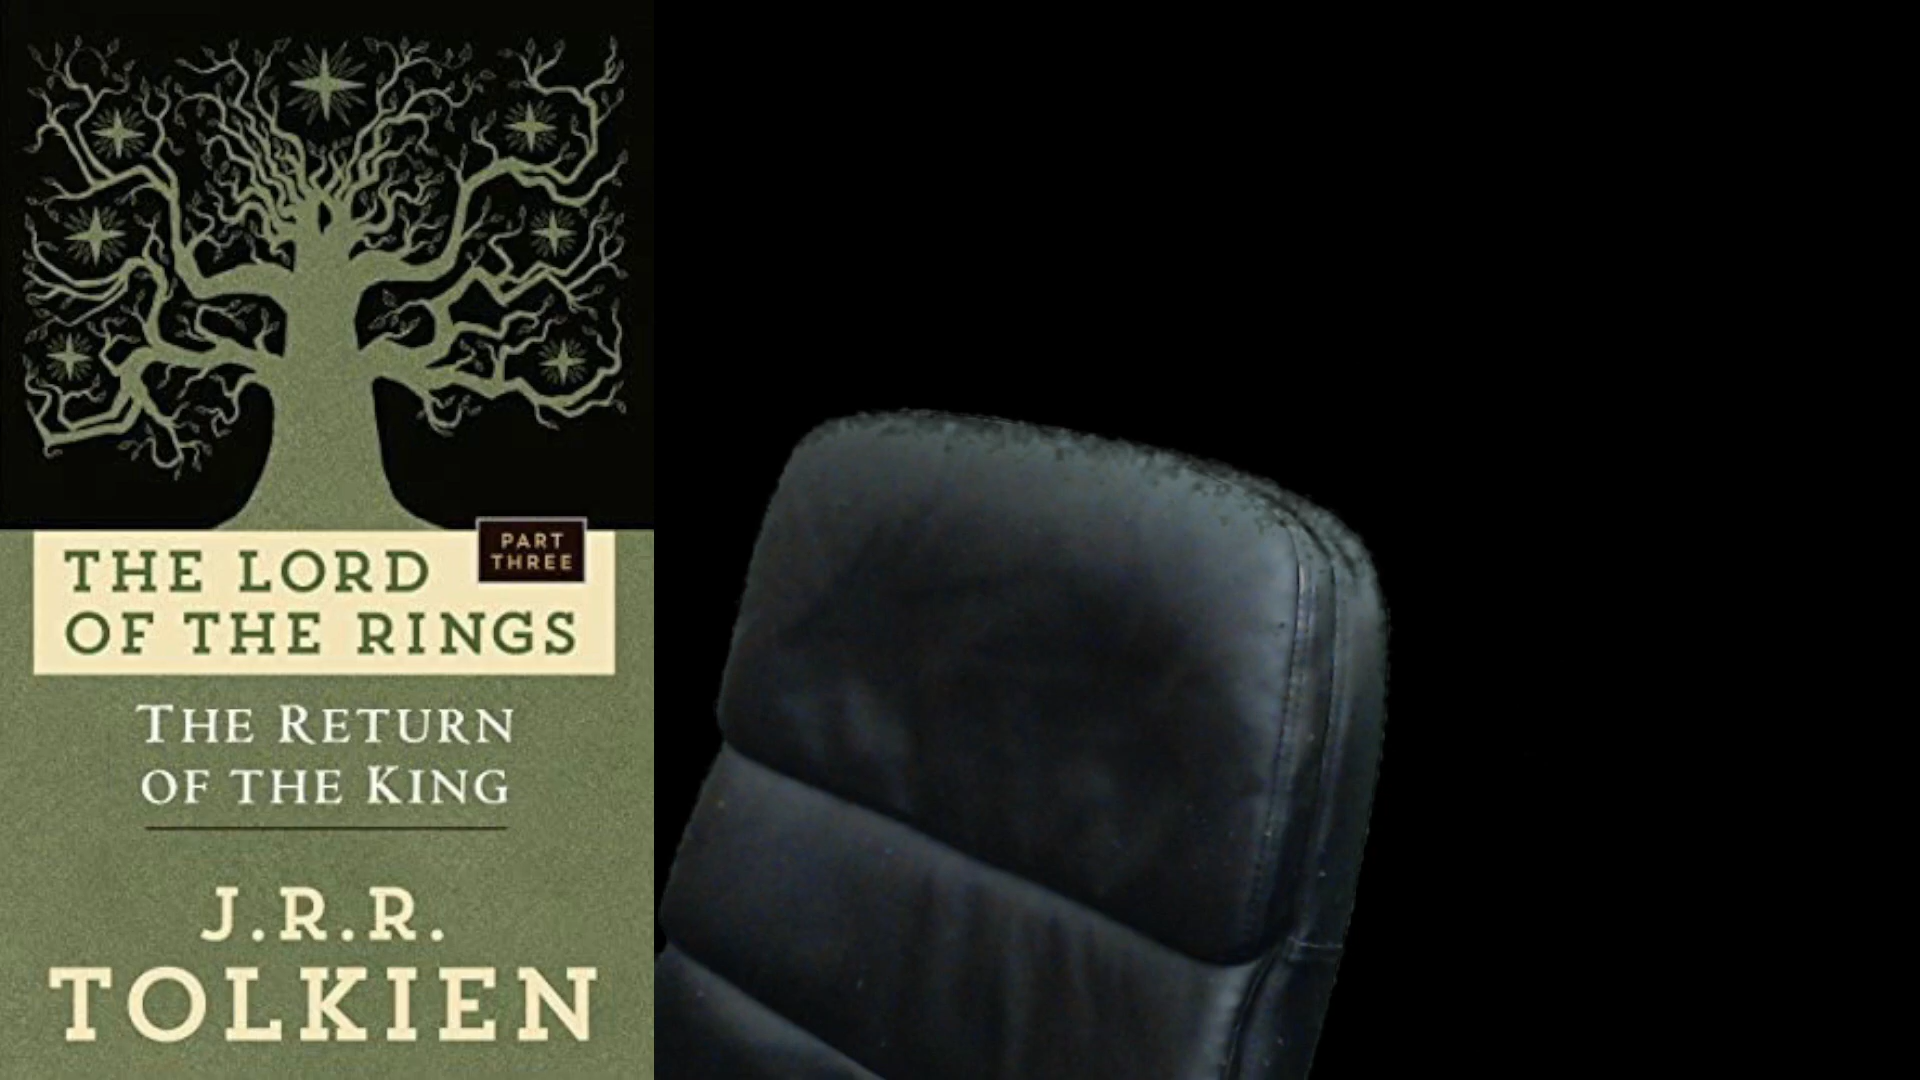 PART
THREE
THE LORD
OF THE RINGS
THE RETURN
OF THE KING
J.R.R.
TOLKIEN